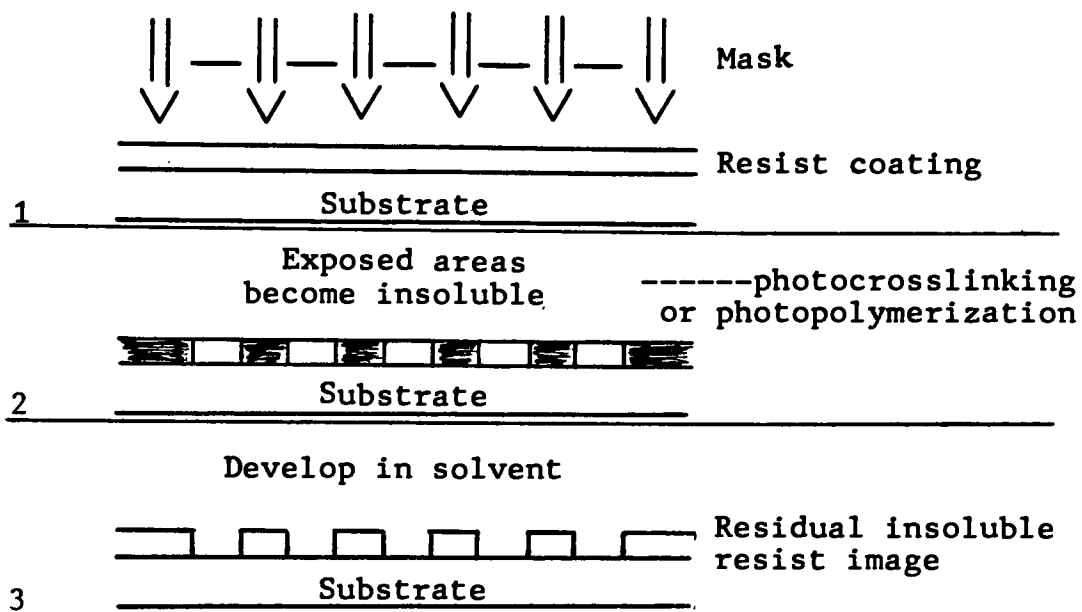 Mask
Resist coating
Substrate
1
Exposed areas
become insoluble
------photocrosslinking
or photopolymerization
Substrate
2
Develop in solvent
Residual insoluble
resist image
Substrate
3